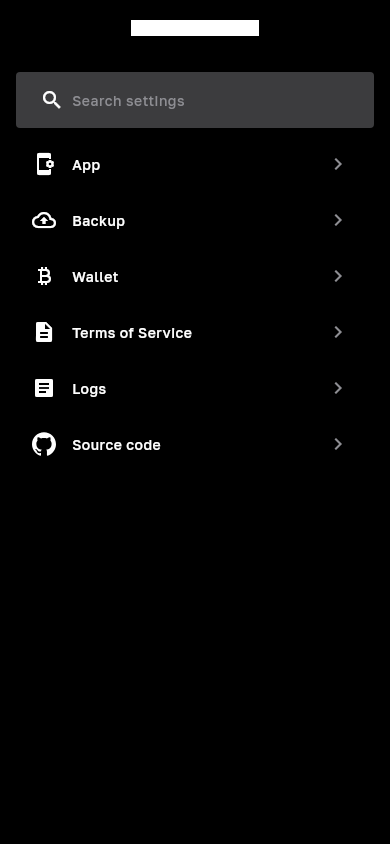 Search settings
App
Backup
Wallet
Terms of Service
Logs
Source code